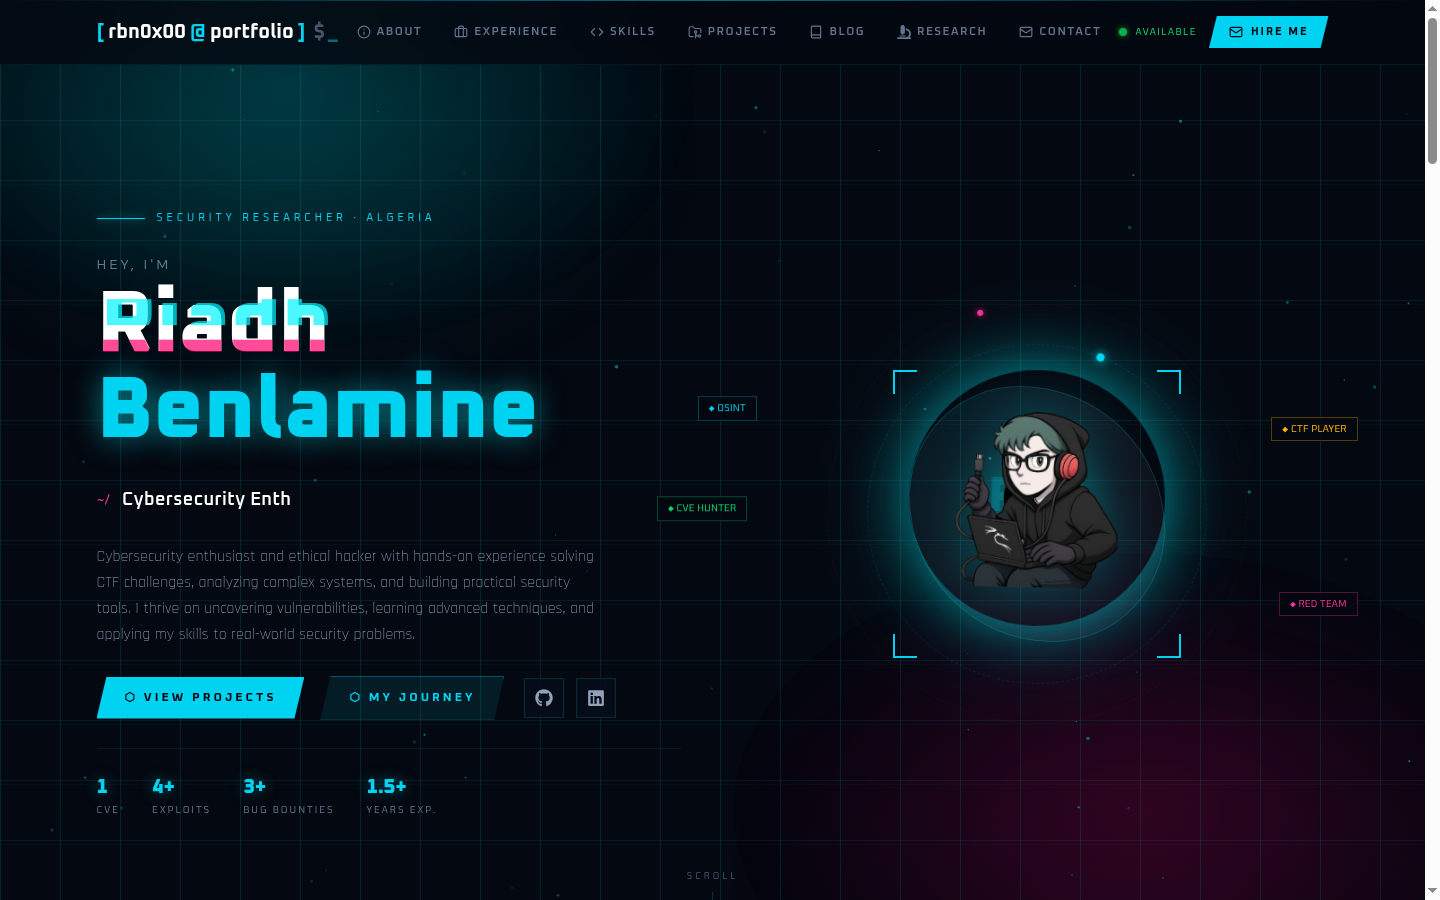 [ rbn0x00 @ portfolio ] $_
ABOUT
EXPERIENCE
SKILLS
PROJECTS
BLOG
RESEARCH
CONTACT
AVAILABLE
HIRE ME
SECURITY RESEARCHER · ALGERIA
HEY, I'M
Riadh
Benlamine
~/ Cybersecurity Enth
Cybersecurity enthusiast and ethical hacker with hands-on experience solving
CTF challenges, analyzing complex systems, and building practical security
tools. I thrive on uncovering vulnerabilities, learning advanced techniques, and
applying my skills to real-world security problems.
⬡ VIEW PROJECTS
⬡ MY JOURNEY
1
CVE
4+
EXPLOITS
3+
BUG BOUNTIES
1.5+
YEARS EXP.
◆ OSINT
◆ CTF PLAYER
◆ CVE HUNTER
◆ RED TEAM
SCROLL